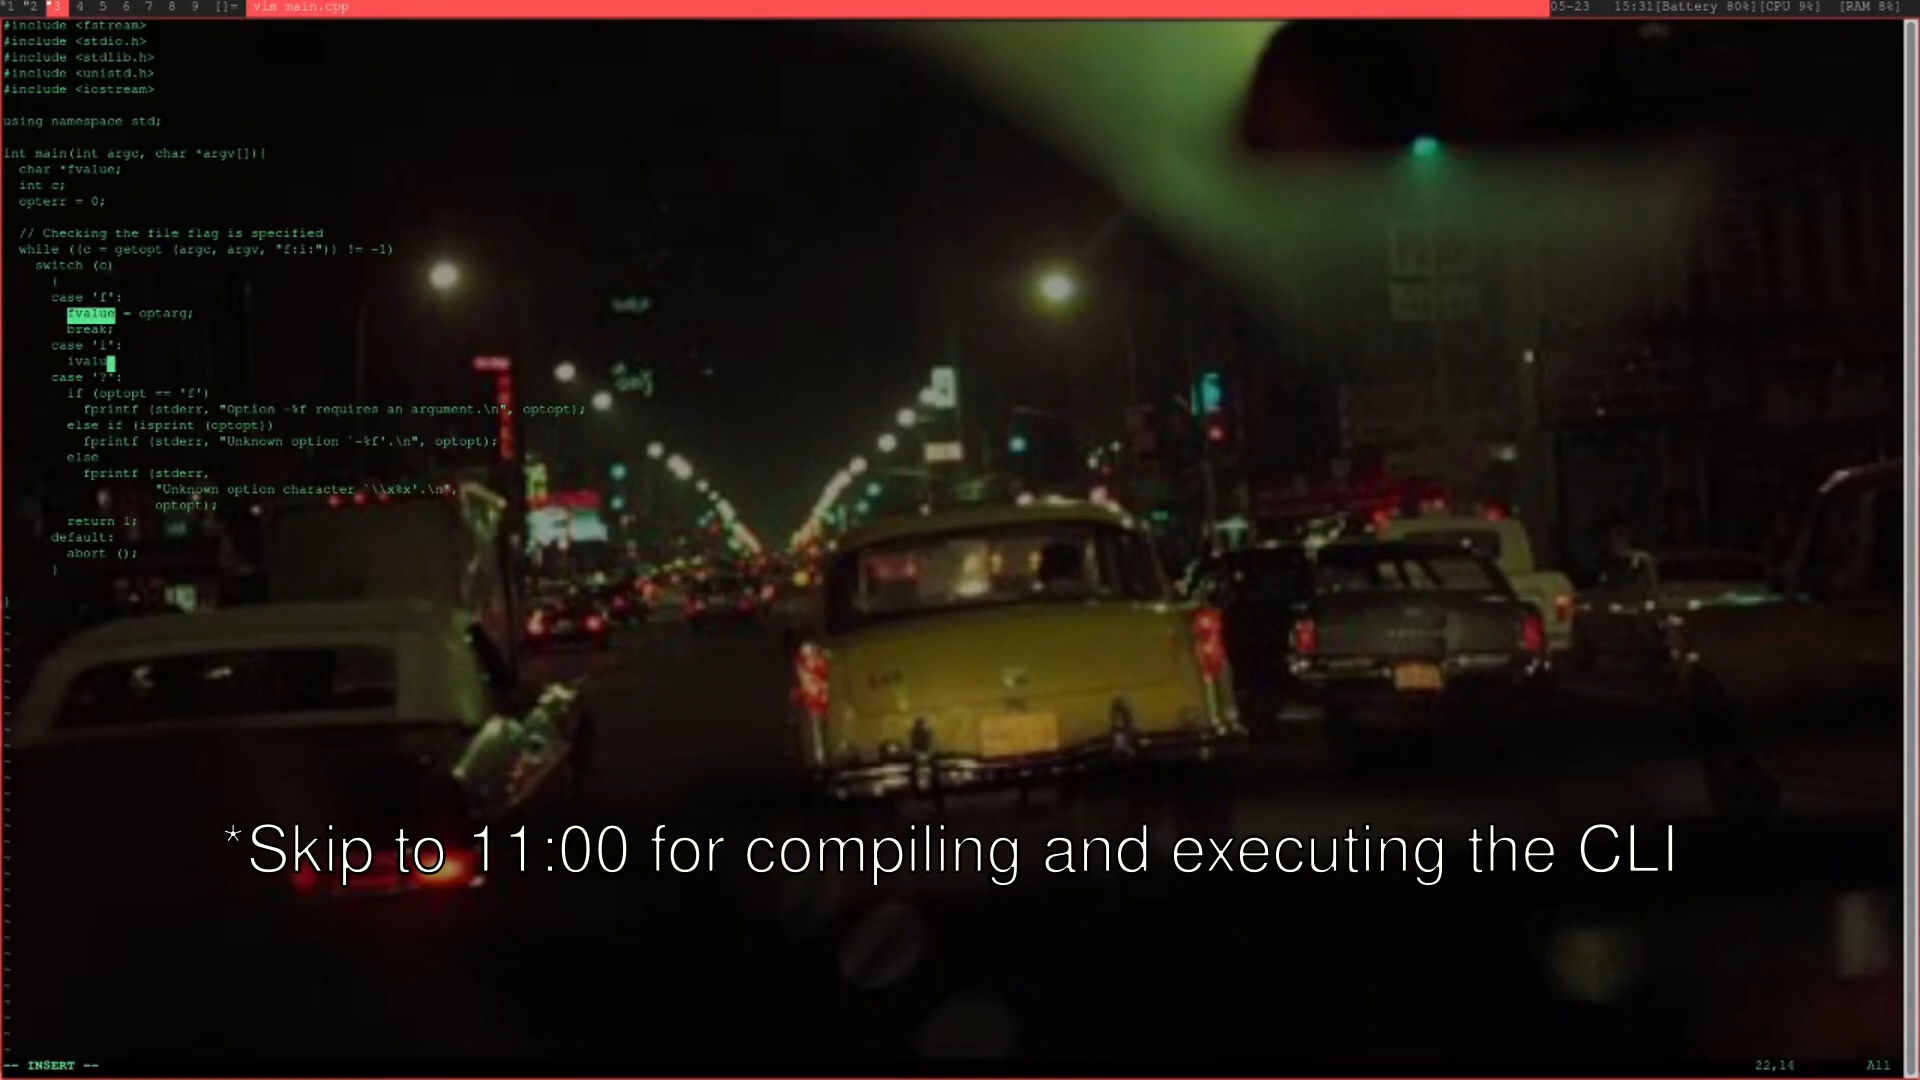 *1 "2 *3 4 5 6 7 8 9 []= vim main.cpp 05-23 15:31[Battery 80%][CPU 9%] [RAM 8%]
#include <fstream>
#include <stdio.h>
#include <stdlib.h>
#include <unistd.h>
#include <iostream>
using namespace std;
int main(int argc, char *argv[]){
char *fvalue;
int c;
opterr = 0;
// Checking the file flag is specified
while ((c = getopt (argc, argv, "f:i:")) != -1)
switch (c)
{
case 'f':
fvalue = optarg;
break;
case 'i':
ivalu
case '?':
if (optopt == 'f')
fprintf (stderr, "Option -%f requires an argument.\n", optopt);
else if (isprint (optopt))
fprintf (stderr, "Unknown option `-%f'.\n", optopt);
else
fprintf (stderr,
"Unknown option character `\\x%x'.\n",
optopt);
return 1;
default:
abort ();
}
}
*Skip to 11:00 for compiling and executing the CLI
-- INSERT -- 22,14 All